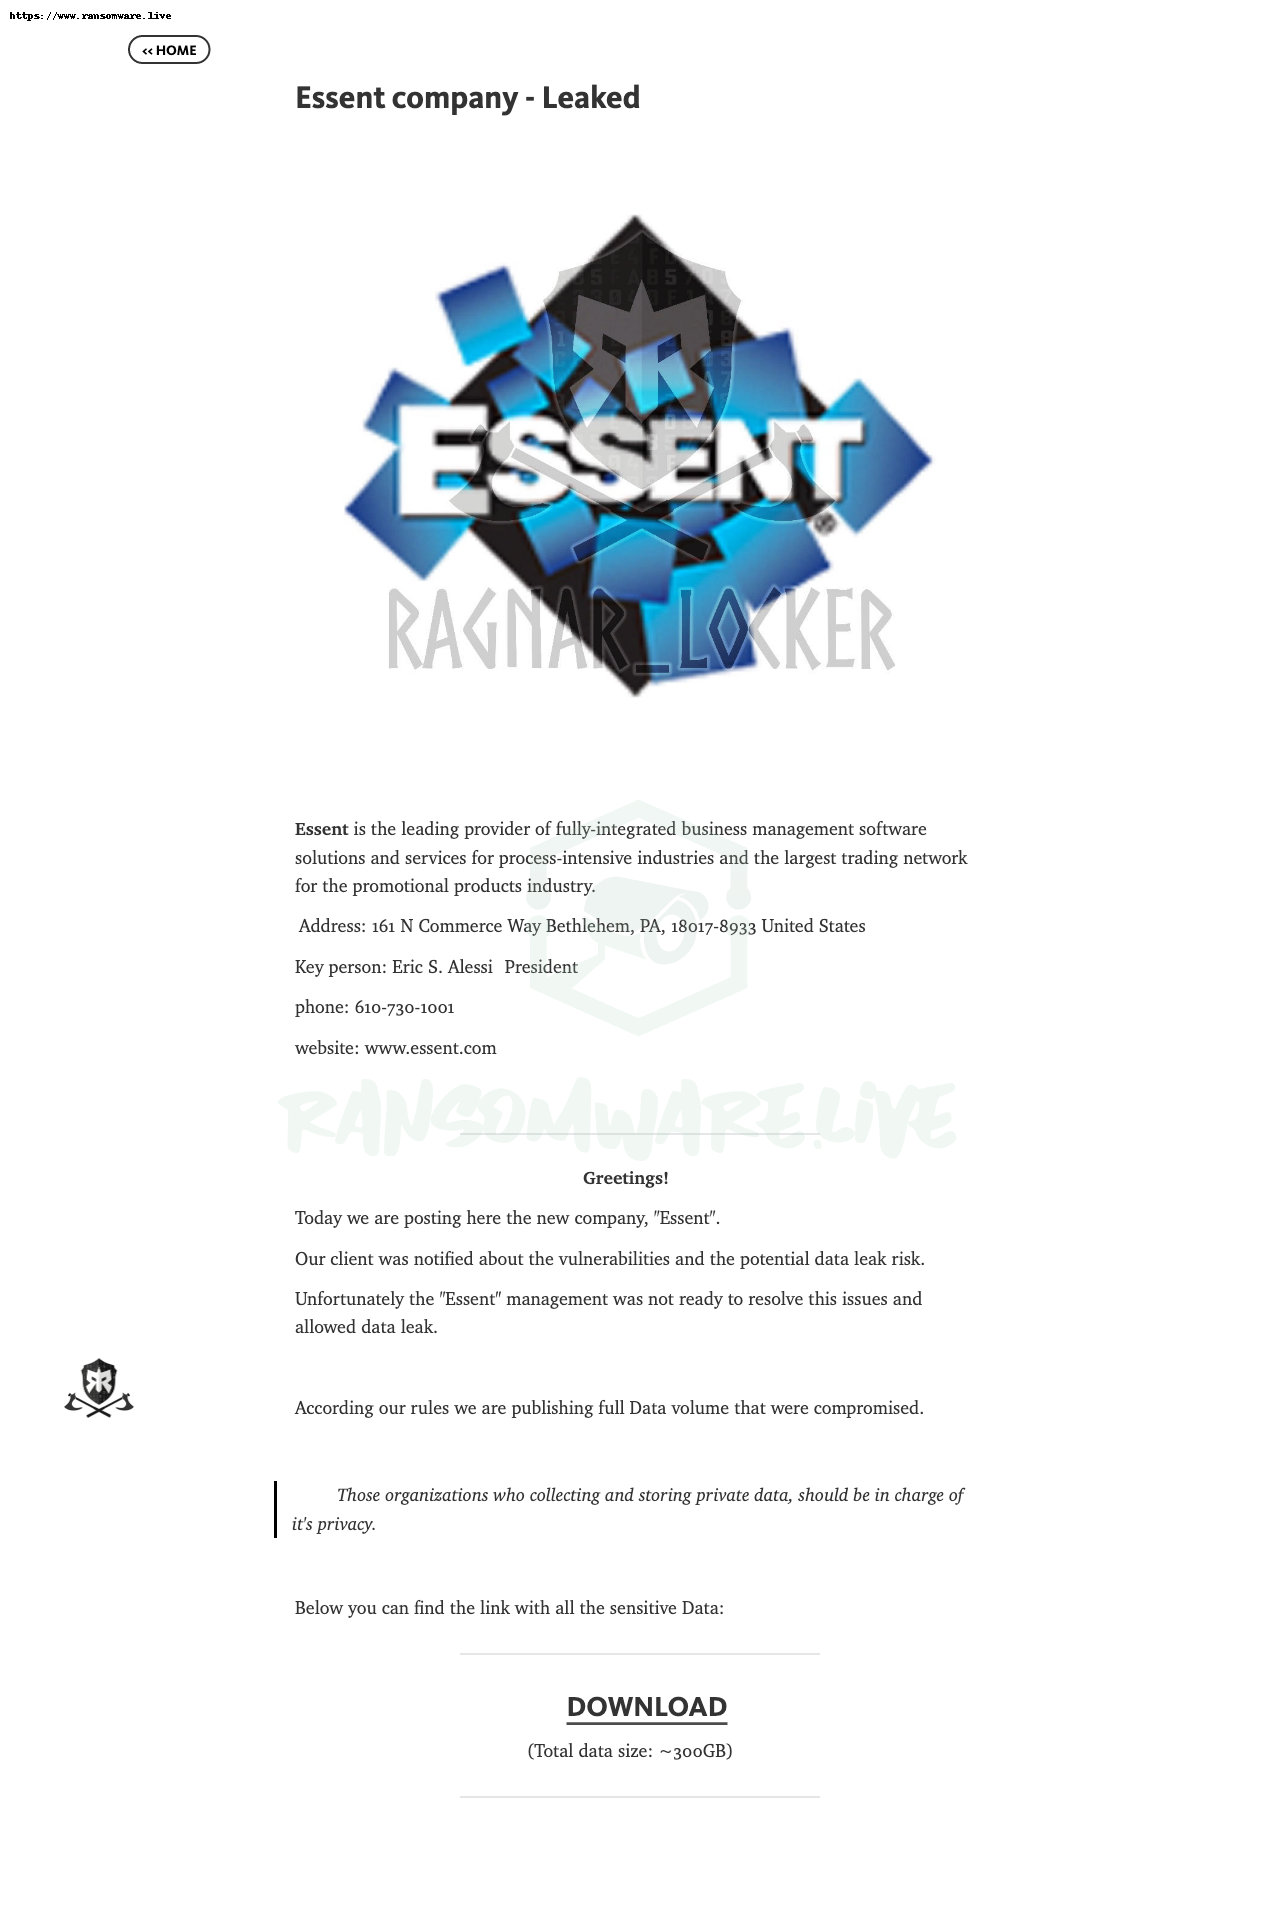 https://www.ransomware.live
<< HOME
Essent company - Leaked
ESSENT
®
RAGNAR_LOCKER
Essent is the leading provider of fully-integrated business management software
solutions and services for process-intensive industries and the largest trading network
for the promotional products industry.
Address: 161 N Commerce Way Bethlehem, PA, 18017-8933 United States
Key person: Eric S. Alessi President
phone: 610-730-1001
website: www.essent.com
RANSOMWARE.LIVE
Greetings!
Today we are posting here the new company, "Essent".
Our client was notified about the vulnerabilities and the potential data leak risk.
Unfortunately the "Essent" management was not ready to resolve this issues and
allowed data leak.
According our rules we are publishing full Data volume that were compromised.
Those organizations who collecting and storing private data, should be in charge of
it's privacy.
Below you can find the link with all the sensitive Data:
DOWNLOAD
(Total data size: ~300GB)